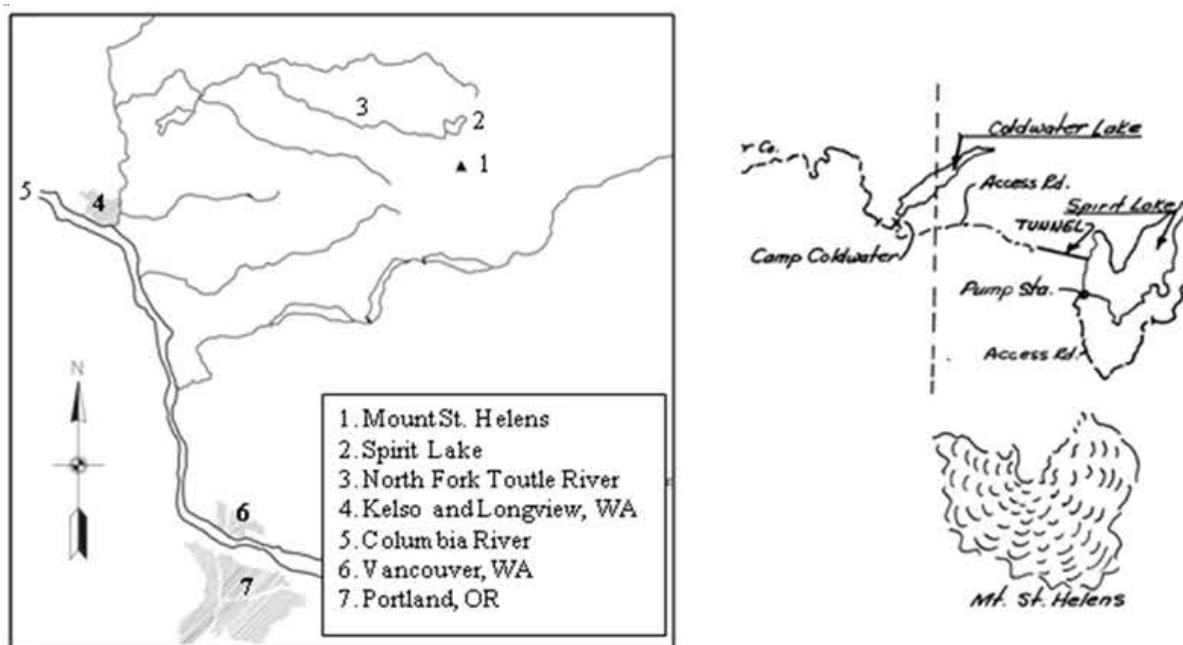 1
2
3
4
5
6
7
N
1. Mount St. Helens
2. Spirit Lake
3. North Fork Toutle River
4. Kelso and Longview, WA
5. Columbia River
6. Vancouver, WA
7. Portland, OR
Coldwater Lake
r Co.
Access Rd.
Spirit Lake
TUNNEL
Camp Coldwater
Pump Sta.
Access Rd.
Mt. St. Helens